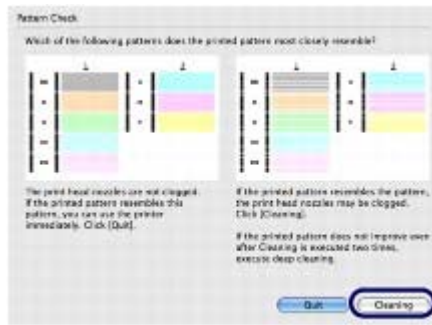 Pattern Check
Which of the following patterns does the printed pattern most closely resemble?
The print head nozzles are not clogged.
If the printed pattern resembles this
pattern, you can use the printer
immediately. Click [Quit].
If the printed pattern resembles the pattern,
the print head nozzles may be clogged.
Click [Cleaning].
If the printed pattern does not improve even
after Cleaning is executed two times,
execute deep cleaning.
Quit
Cleaning